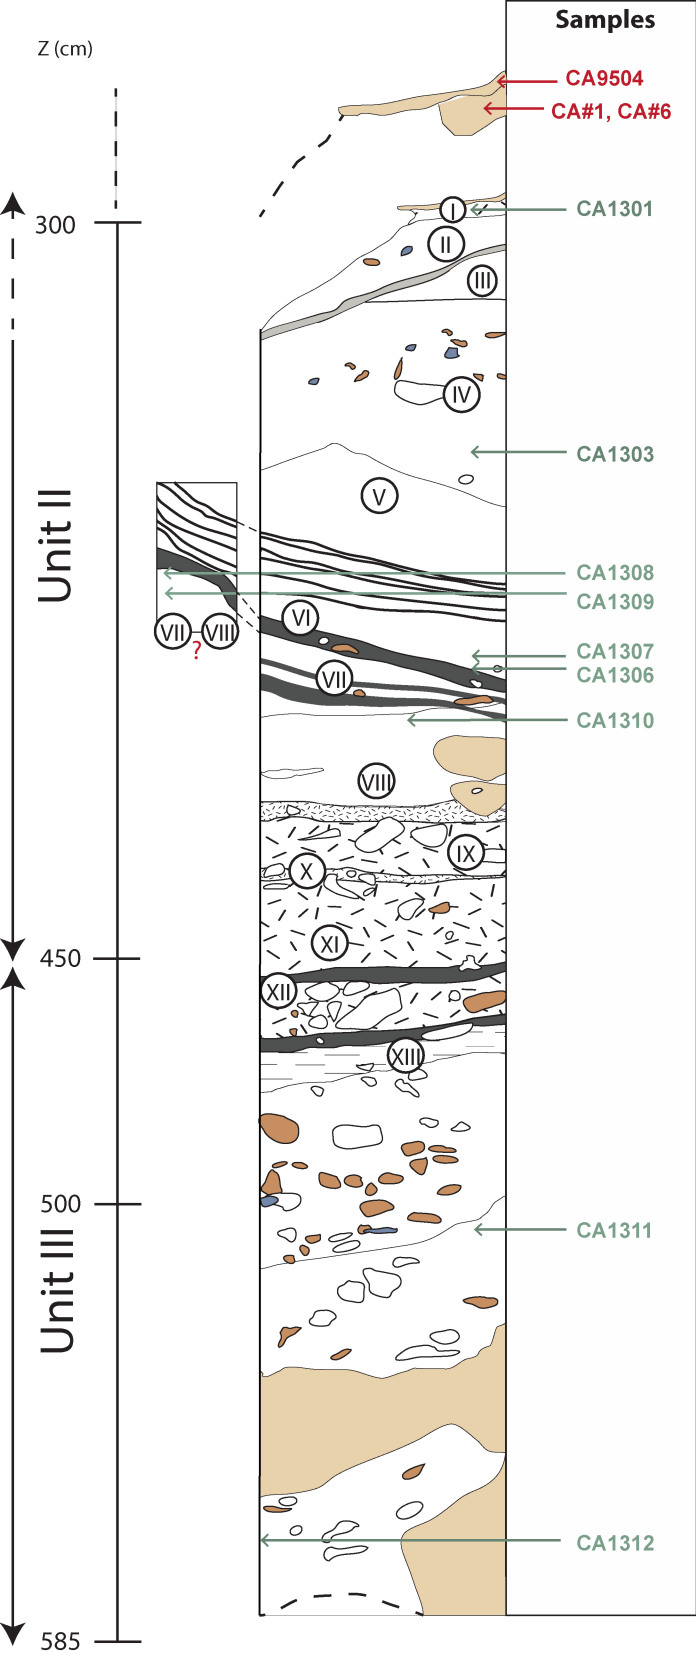 Samples
Z (cm)
CA9504
CA#1, CA#6
CA1301
I
300
II
III
IV
CA1303
V
Unit II
CA1308
CA1309
VI
VII
VIII
?
CA1307
CA1306
VII
CA1310
VIII
IX
X
XI
450
XII
XIII
500
CA1311
Unit III
CA1312
585